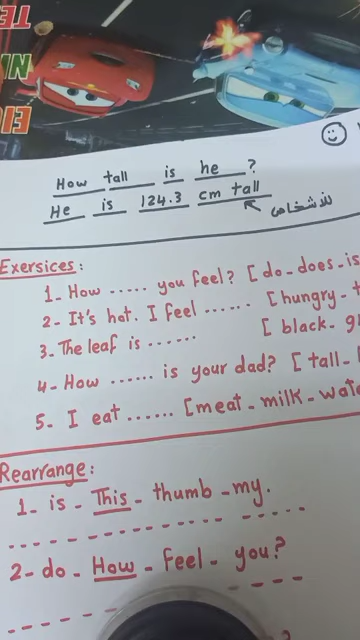 How tall is he ?
He is 124.3 cm tall
للأشخاص
Exersices:
1- How ...... you feel? [do - does - is
2- It's hot. I feel ...... [hungry - t
3- The leaf is ...... [black - g
4- How ...... is your dad? [tall -
5- I eat ...... [meat - milk - wate
Rearrange:
1- is - This - thumb - my.
2- do - How - feel - you?